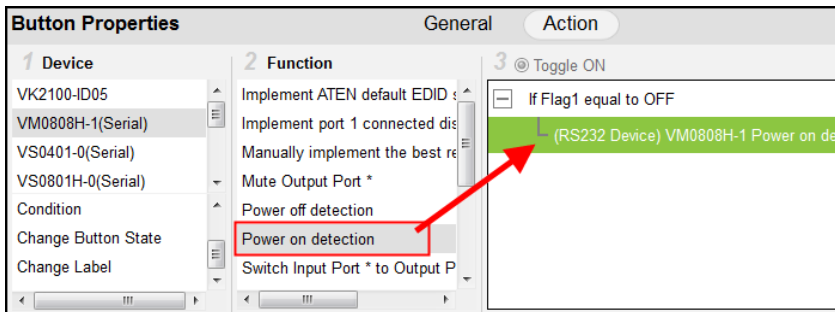 Button Properties
General
Action
1 Device
VK2100-ID05
VM0808H-1(Serial)
VS0401-0(Serial)
VS0801H-0(Serial)
Condition
Change Button State
Change Label
2 Function
Implement ATEN default EDID
Implement port 1 connected dis
Manually implement the best re
Mute Output Port *
Power off detection
Power on detection
Switch Input Port * to Output P
3 Toggle ON
If Flag1 equal to OFF
(RS232 Device) VM0808H-1 Power on de